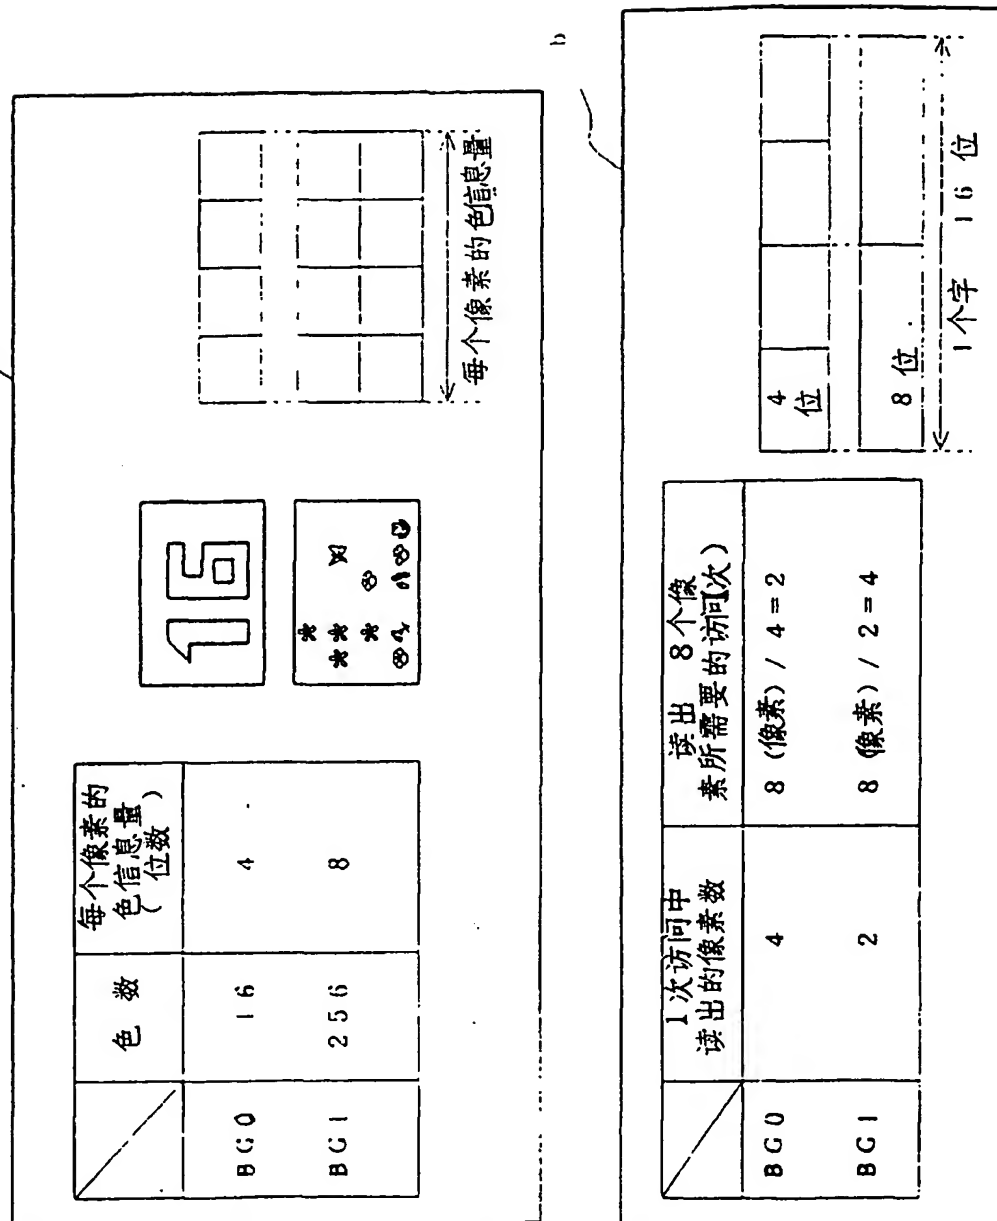 色 数
每个像素的
色信息量
(位数)
BG0
16
4
BG1
256
8
16
每个像素的色信息量
b
1次访问中
读出的像素数
读出 8个像
素所需要的访问(次)
BG0
4
8(像素)/4=2
BG1
2
8(像素)/2=4
4
位
8 位
1个字 16 位